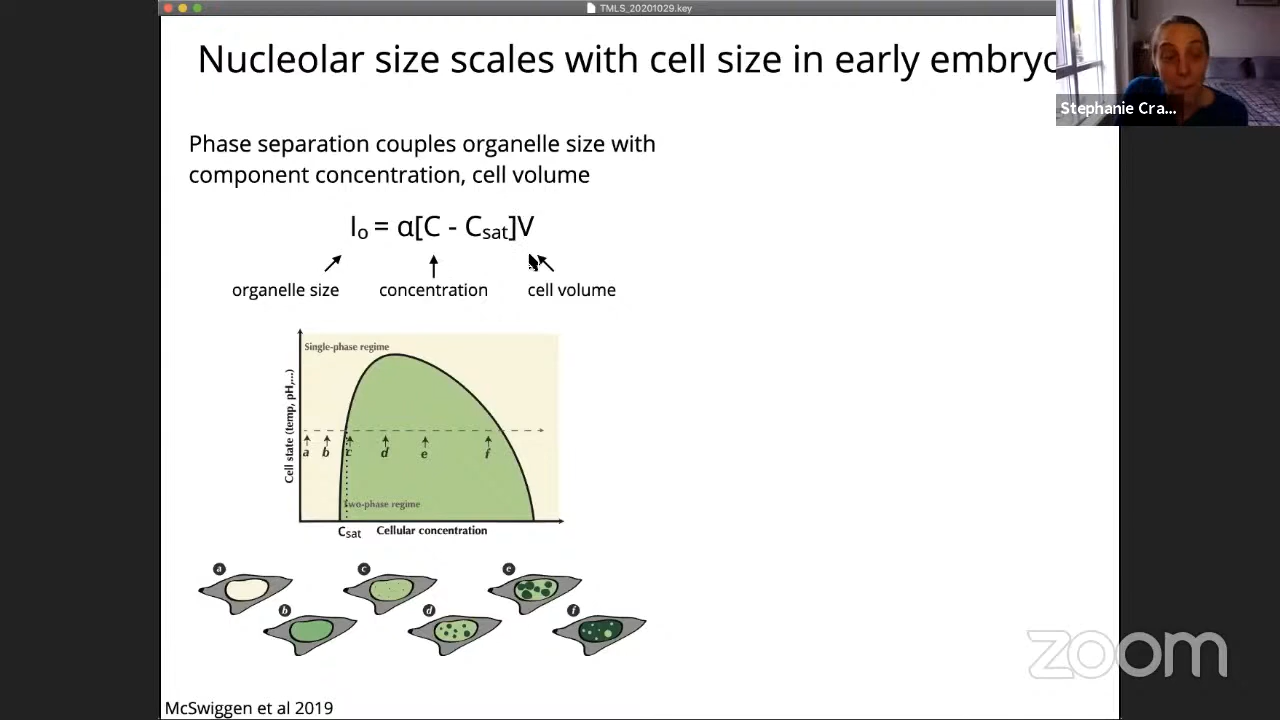 TMLS_20201029.key
Nucleolar size scales with cell size in early embryo
Stephanie Cra...
Phase separation couples organelle size with
component concentration, cell volume
Io = α[C - Csat]V
organelle size
concentration
cell volume
Single-phase regime
Cell state (temp, pH,...)
a b c d e f
Two-phase regime
Csat Cellular concentration
a
c
e
b
d
f
zoom
McSwiggen et al 2019